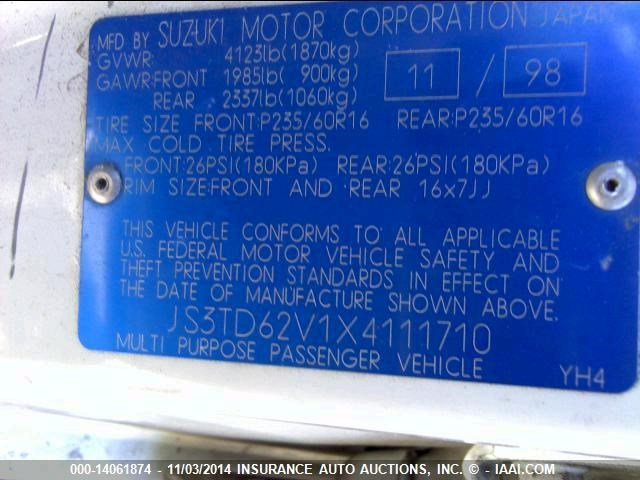 MFD BY SUZUKI MOTOR CORPORATION JAPAN
GVWR: 4123lb(1870kg)
GAWR:FRONT 1985lb( 900kg) 11 / 98
REAR 2337lb(1060kg)
TIRE SIZE FRONT:P235/60R16 REAR:P235/60R16
MAX COLD TIRE PRESS.
FRONT:26PSI(180KPa) REAR:26PSI(180KPa)
RIM SIZE:FRONT AND REAR 16x7JJ
THIS VEHICLE CONFORMS TO ALL APPLICABLE
U.S. FEDERAL MOTOR VEHICLE SAFETY AND
THEFT PREVENTION STANDARDS IN EFFECT ON
THE DATE OF MANUFACTURE SHOWN ABOVE.
JS3TD62V1X4111710
MULTI PURPOSE PASSENGER VEHICLE
YH4
000-14061874 - 11/03/2014 INSURANCE AUTO AUCTIONS, INC. - © IAAI.COM